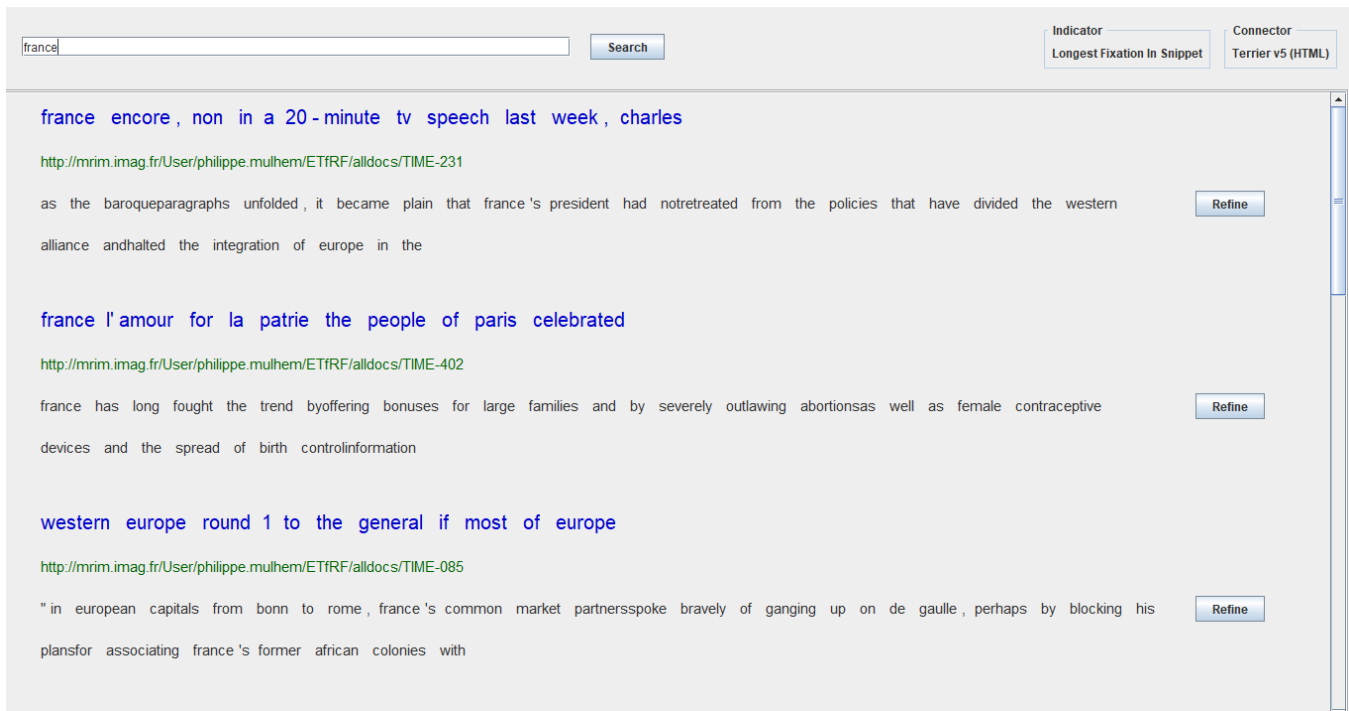 Indicator Connector
france Search Longest Fixation In Snippet Terrier v5 (HTML)
france encore , non in a 20 - minute tv speech last week , charles
http://mrim.imag.fr/User/philippe.mulhem/ETfRF/alldocs/TIME-231
as the baroqueparagraphs unfolded , it became plain that france 's president had notretreated from the policies that have divided the western Refine
alliance andhalted the integration of europe in the
france l' amour for la patrie the people of paris celebrated
http://mrim.imag.fr/User/philippe.mulhem/ETfRF/alldocs/TIME-402
france has long fought the trend byoffering bonuses for large families and by severely outlawing abortionsas well as female contraceptive Refine
devices and the spread of birth controlinformation
western europe round 1 to the general if most of europe
http://mrim.imag.fr/User/philippe.mulhem/ETfRF/alldocs/TIME-085
" in european capitals from bonn to rome , france 's common market partnersspoke bravely of ganging up on de gaulle , perhaps by blocking his Refine
plansfor associating france 's former african colonies with